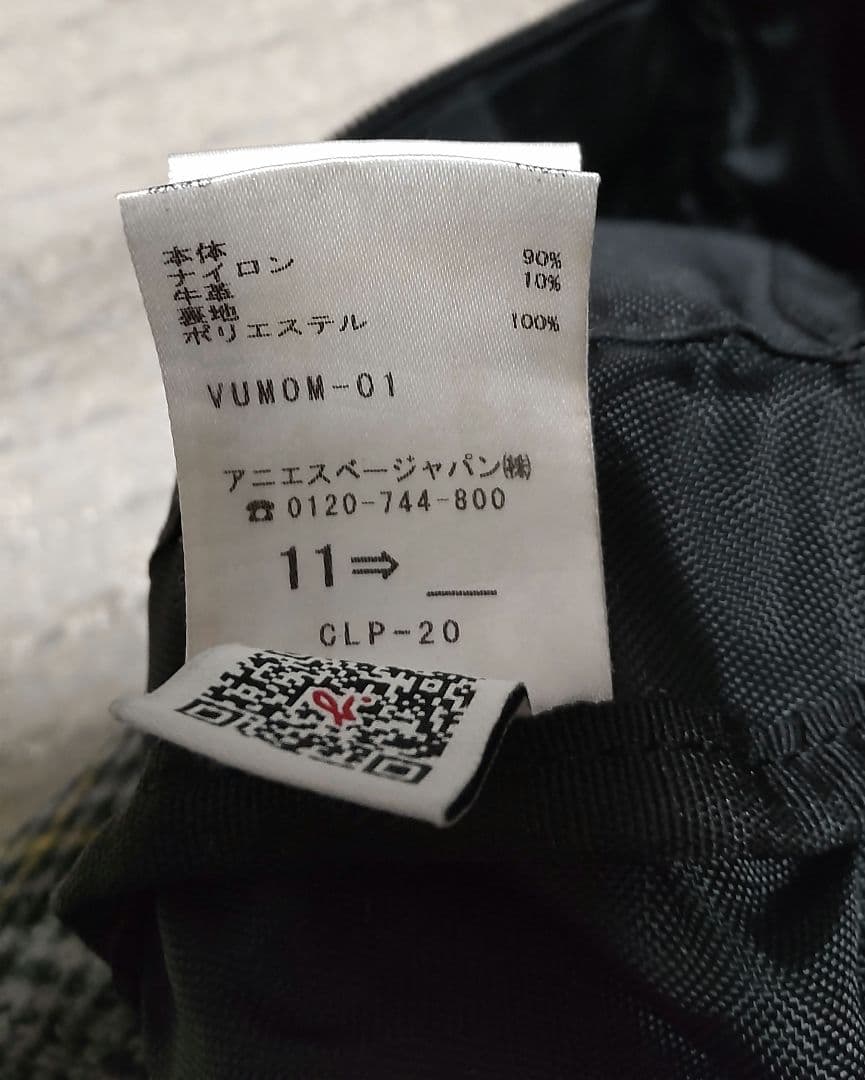 本体
ナイロン 90%
牛革 10%
裏地
ポリエステル 100%
VUMOM-01
アニエスベージャパン㈱
☎0120-744-800
11⇒ __
CLP-20
b.